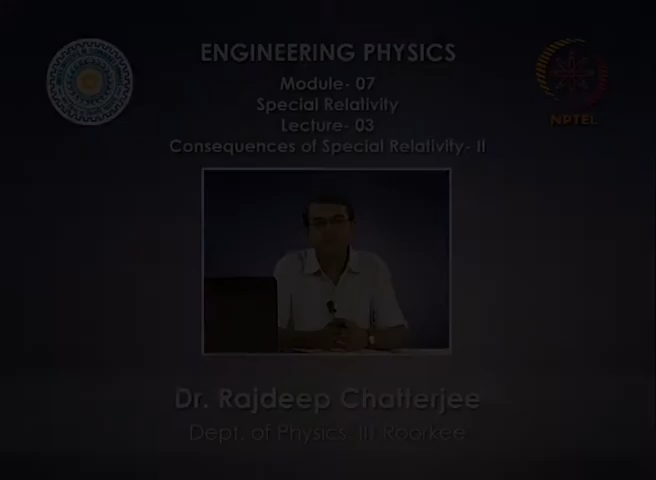 ENGINEERING PHYSICS
Module- 07
Special Relativity
Lecture- 03
Consequences of Special Relativity- II
NPTEL
Dr. Rajdeep Chatterjee
Dept. of Physics, IIT Roorkee